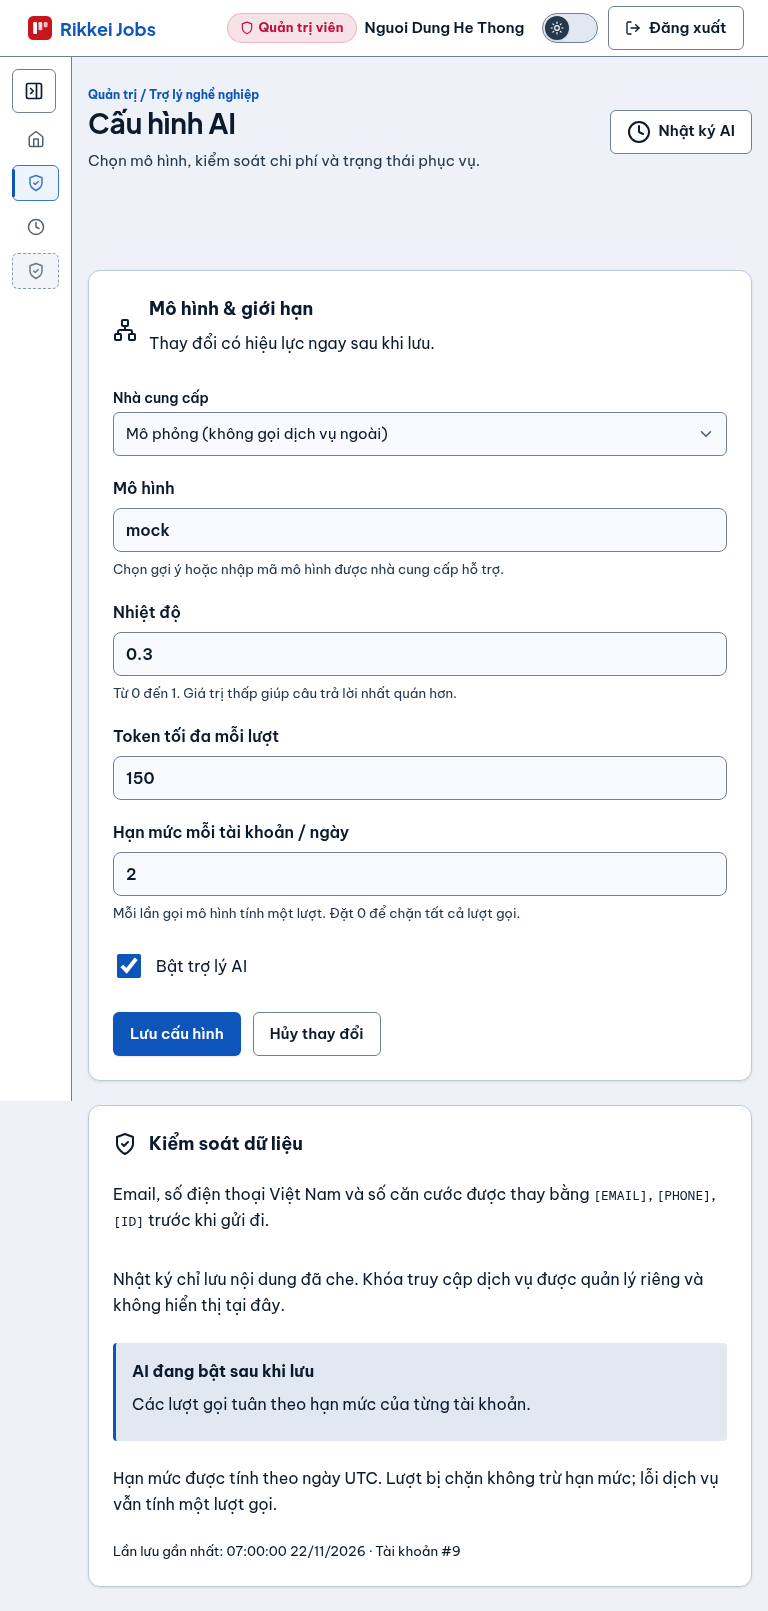 Rikkei Jobs
Quản trị viên
Nguoi Dung He Thong
Đăng xuất
Quản trị / Trợ lý nghề nghiệp
Cấu hình AI
Chọn mô hình, kiểm soát chi phí và trạng thái phục vụ.
Nhật ký AI
Mô hình & giới hạn
Thay đổi có hiệu lực ngay sau khi lưu.
Nhà cung cấp
Mô phỏng (không gọi dịch vụ ngoài)
Mô hình
mock
Chọn gợi ý hoặc nhập mã mô hình được nhà cung cấp hỗ trợ.
Nhiệt độ
0.3
Từ 0 đến 1. Giá trị thấp giúp câu trả lời nhất quán hơn.
Token tối đa mỗi lượt
150
Hạn mức mỗi tài khoản / ngày
2
Mỗi lần gọi mô hình tính một lượt. Đặt 0 để chặn tất cả lượt gọi.
Bật trợ lý AI
Lưu cấu hình
Hủy thay đổi
Kiểm soát dữ liệu
Email, số điện thoại Việt Nam và số căn cước được thay bằng [EMAIL], [PHONE],
[ID] trước khi gửi đi.
Nhật ký chỉ lưu nội dung đã che. Khóa truy cập dịch vụ được quản lý riêng và
không hiển thị tại đây.
AI đang bật sau khi lưu
Các lượt gọi tuân theo hạn mức của từng tài khoản.
Hạn mức được tính theo ngày UTC. Lượt bị chặn không trừ hạn mức; lỗi dịch vụ
vẫn tính một lượt gọi.
Lần lưu gần nhất: 07:00:00 22/11/2026 · Tài khoản #9